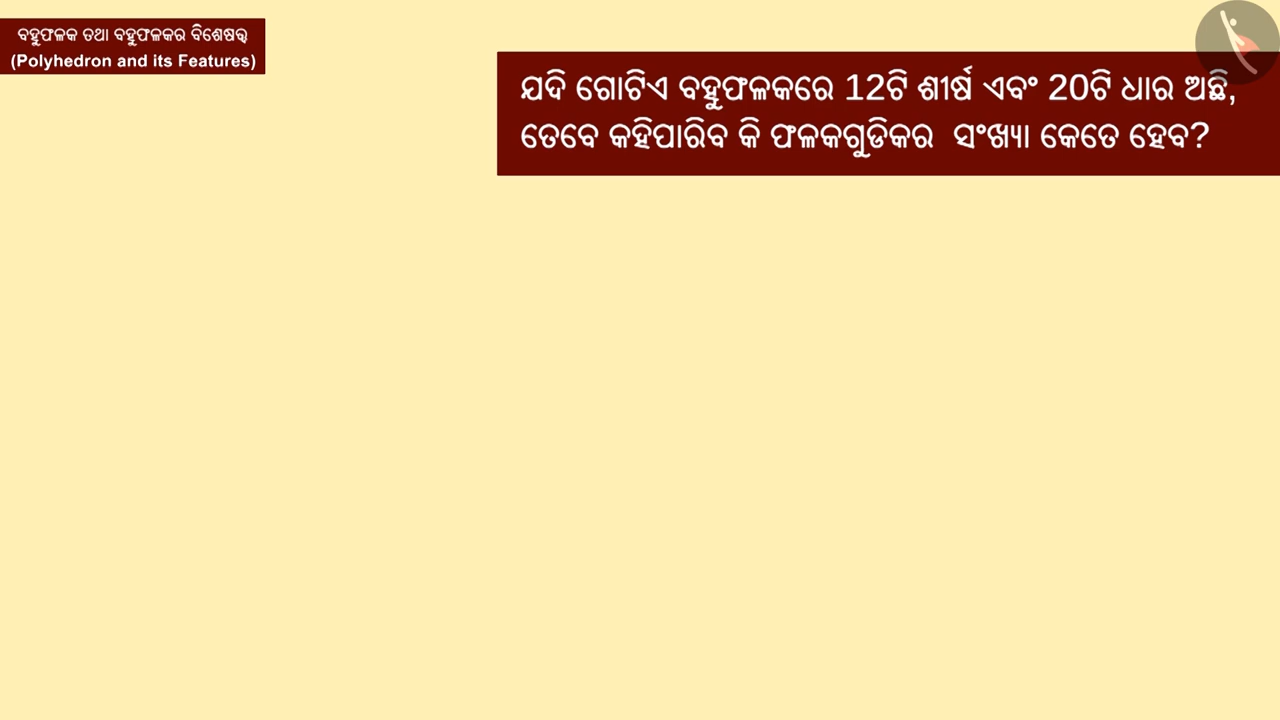 ବହୁଫଳକ ତଥା ବହୁଫଳକର ବିଶେଷତ୍ୱ
(Polyhedron and its Features)
ଯଦି ଗୋଟିଏ ବହୁଫଳକରେ 12ଟି ଶୀର୍ଷ ଏବଂ 20ଟି ଧାର ଅଛି,
ତେବେ କହିପାରିବ କି ଫଳକଗୁଡିକର ସଂଖ୍ୟା କେତେ ହେବ?